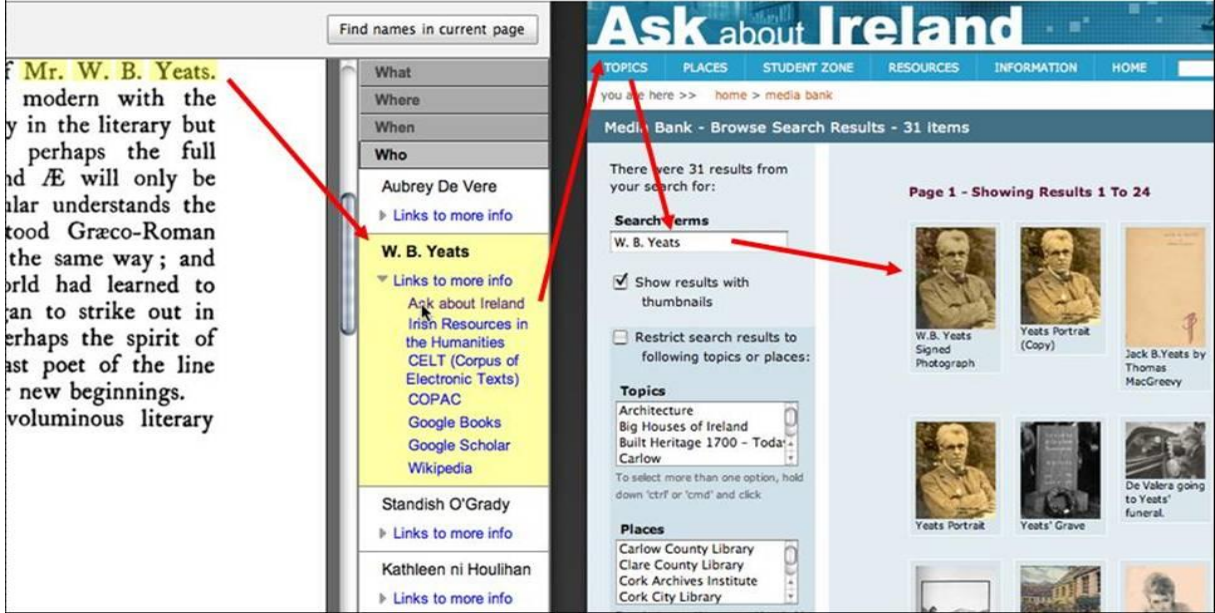 Find names in current page
Mr. W. B. Yeats.
modern with the
y in the literary but
perhaps the full
nd Æ will only be
ular understands the
tood Græco-Roman
the same way; and
orld had learned to
an to strike out in
erhaps the spirit of
ast poet of the line
new beginnings.
voluminous literary
What
Where
When
Who
Aubrey De Vere
Links to more info
W. B. Yeats
Links to more info
Ask about Ireland
Irish Resources in
the Humanities
CELT (Corpus of
Electronic Texts)
COPAC
Google Books
Google Scholar
Wikipedia
Standish O'Grady
Links to more info
Kathleen ni Houlihan
Links to more info
Ask about Ireland
TOPICS PLACES STUDENT ZONE RESOURCES INFORMATION HOME
you are here >> home > media bank
Media Bank - Browse Search Results - 31 items
There were 31 results from
your search for:
Search Terms
W. B. Yeats
Show results with
thumbnails
Restrict search results to
following topics or places:
Topics
Architecture
Big Houses of Ireland
Built Heritage 1700 - Today
Carlow
To select more than one option, hold
down 'ctrl' or 'cmd' and click
Places
Carlow County Library
Clare County Library
Cork Archives Institute
Cork City Library
Page 1 - Showing Results 1 To 24
W.B. Yeats
Signed
Photograph
Yeats Portrait
(Copy)
Jack B.Yeats by
Thomas
MacGreevy
Yeats Portrait
Yeats' Grave
De Valera going
to Yeats'
funeral.